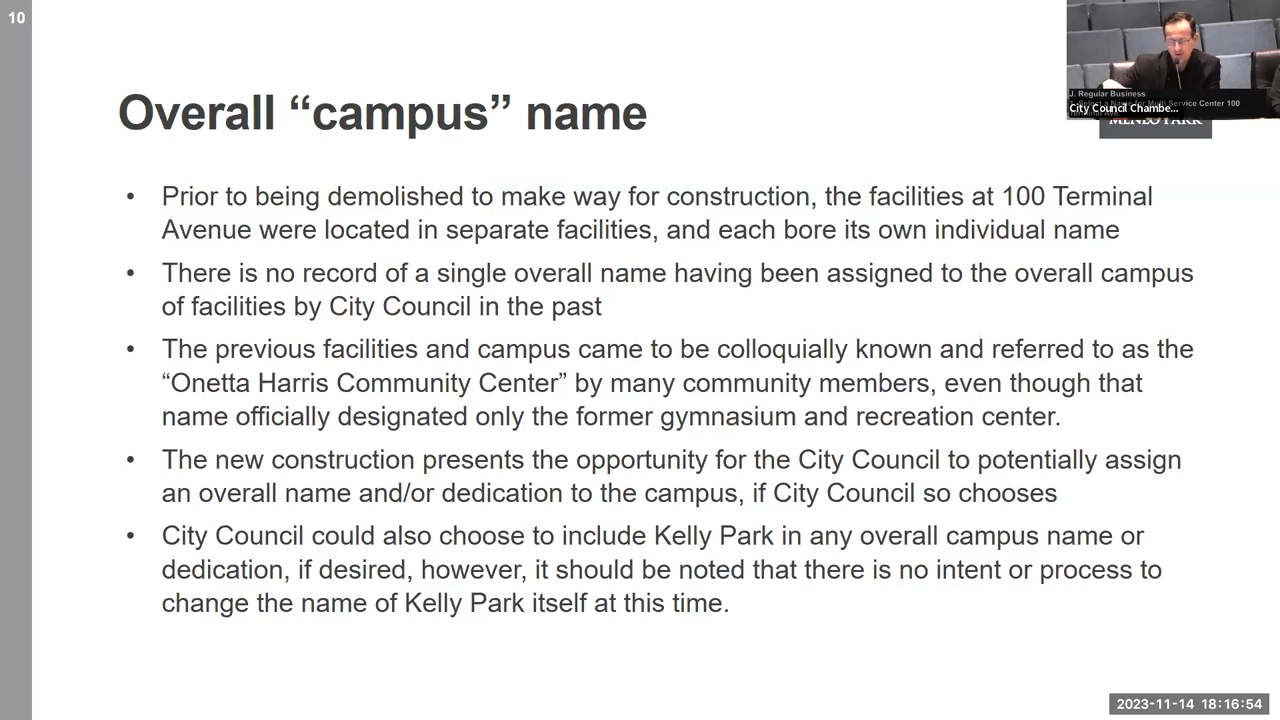 10
J. Regular Business
Select a Name for Multi Service Center 100
City Council Chambe...
Terminal Ave
MENLO PARK
Overall “campus” name
• Prior to being demolished to make way for construction, the facilities at 100 Terminal
Avenue were located in separate facilities, and each bore its own individual name
• There is no record of a single overall name having been assigned to the overall campus
of facilities by City Council in the past
• The previous facilities and campus came to be colloquially known and referred to as the
“Onetta Harris Community Center” by many community members, even though that
name officially designated only the former gymnasium and recreation center.
• The new construction presents the opportunity for the City Council to potentially assign
an overall name and/or dedication to the campus, if City Council so chooses
• City Council could also choose to include Kelly Park in any overall campus name or
dedication, if desired, however, it should be noted that there is no intent or process to
change the name of Kelly Park itself at this time.
2023-11-14 18:16:54